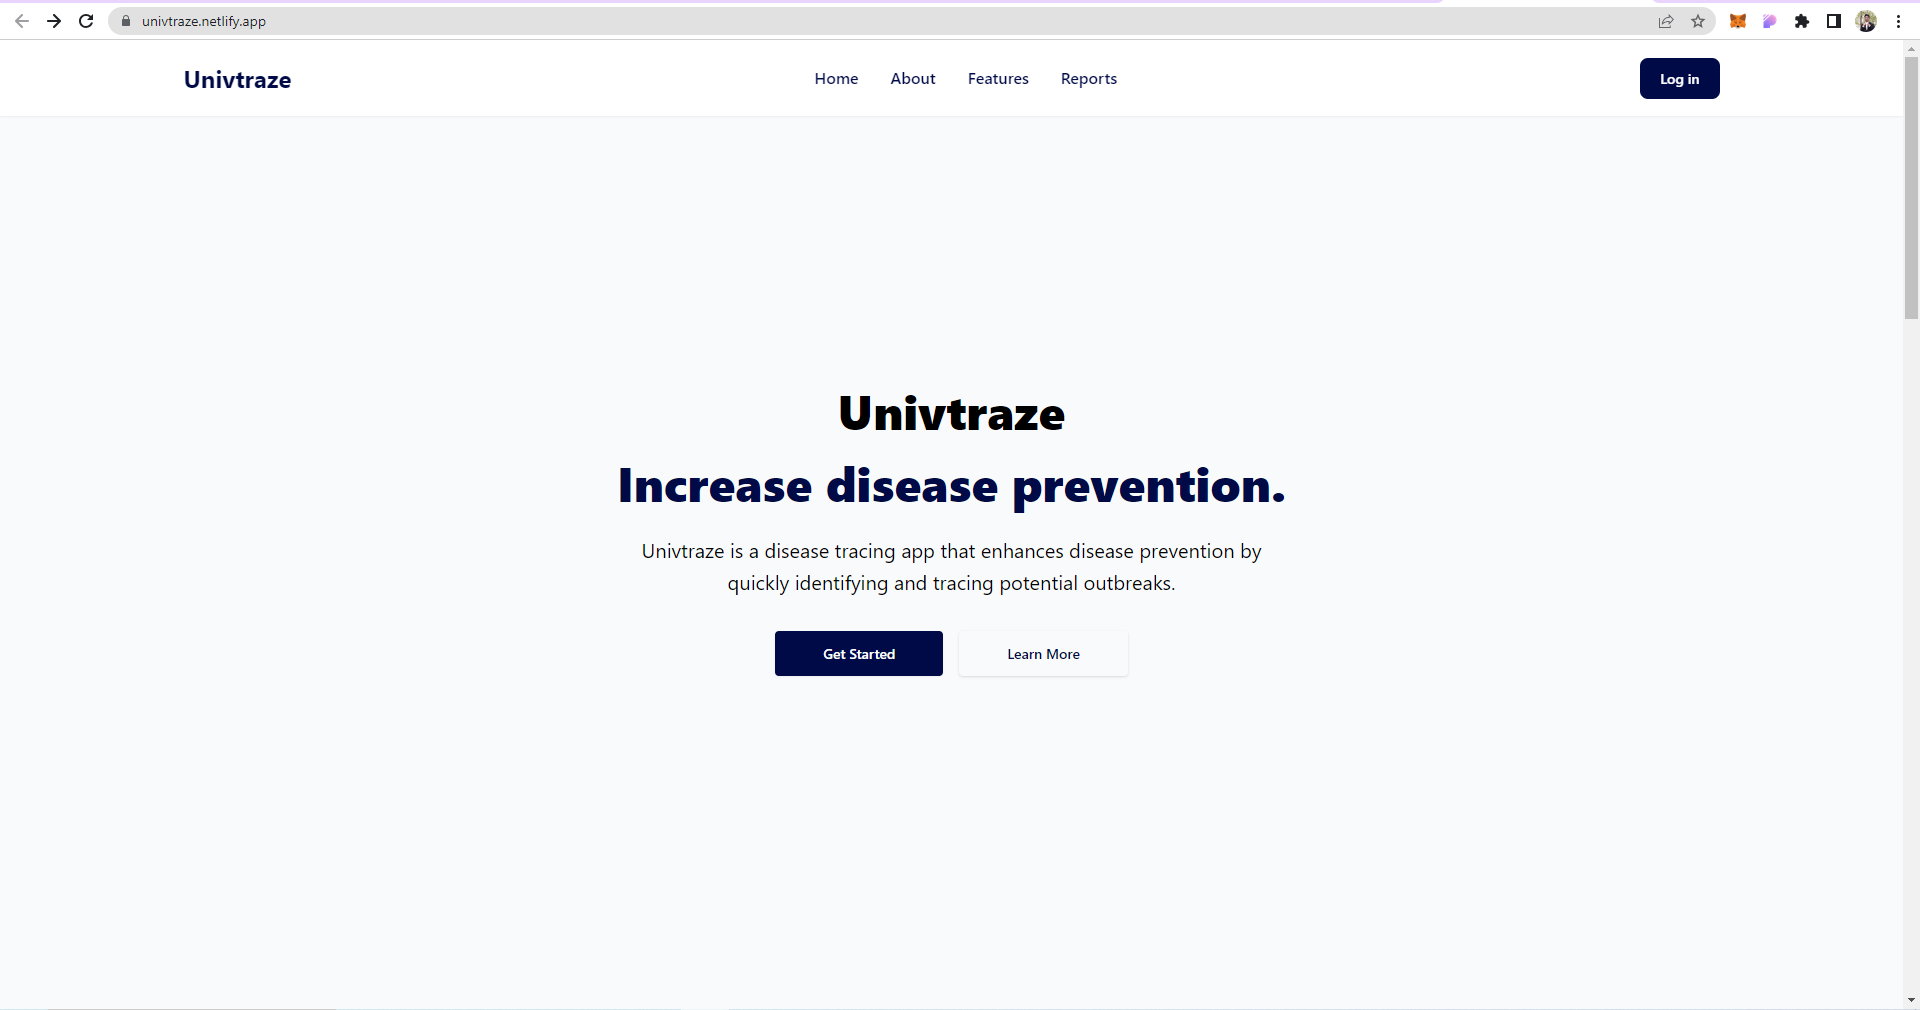 univtraze.netlify.app
Univtraze
Home About Features Reports
Log in
Univtraze
Increase disease prevention.
Univtraze is a disease tracing app that enhances disease prevention by
quickly identifying and tracing potential outbreaks.
Get Started
Learn More